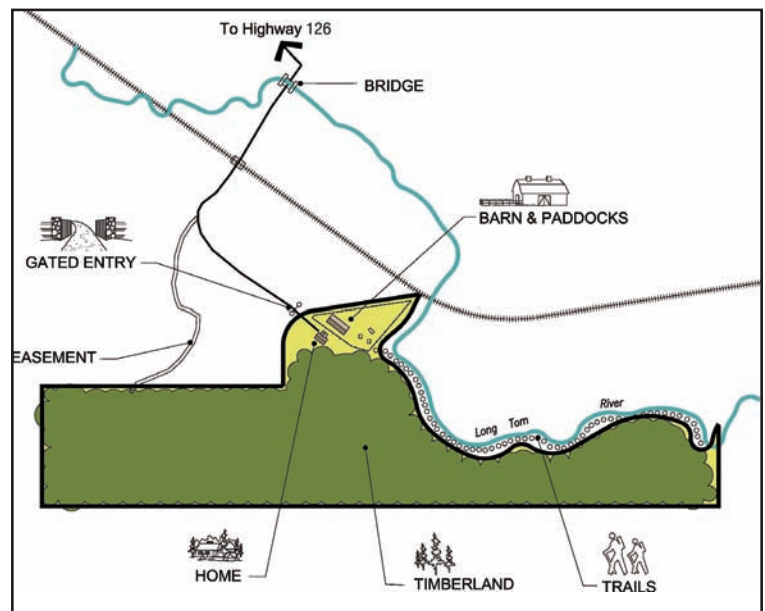 To Highway 126
BRIDGE
BARN & PADDOCKS
GATED ENTRY
EASEMENT
Long Tom River
HOME
TIMBERLAND
TRAILS